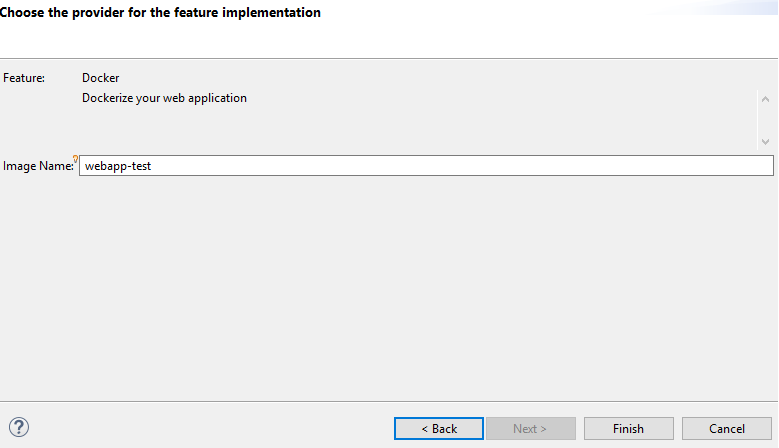 Choose the provider for the feature implementation
Feature: Docker
Dockerize your web application
Image Name: webapp-test
? < Back Next > Finish Cancel